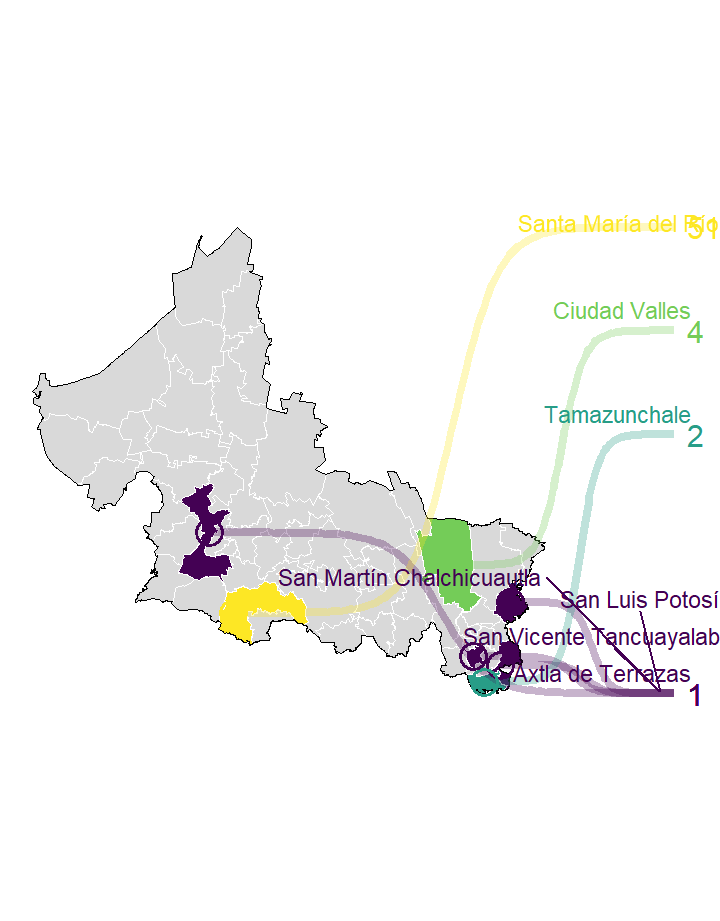 Santa María del Río
51
Ciudad Valles
4
Tamazunchale
2
San Martín Chalchicuautla
San Luis Potosí
San Vicente Tancuayalab
Axtla de Terrazas
1